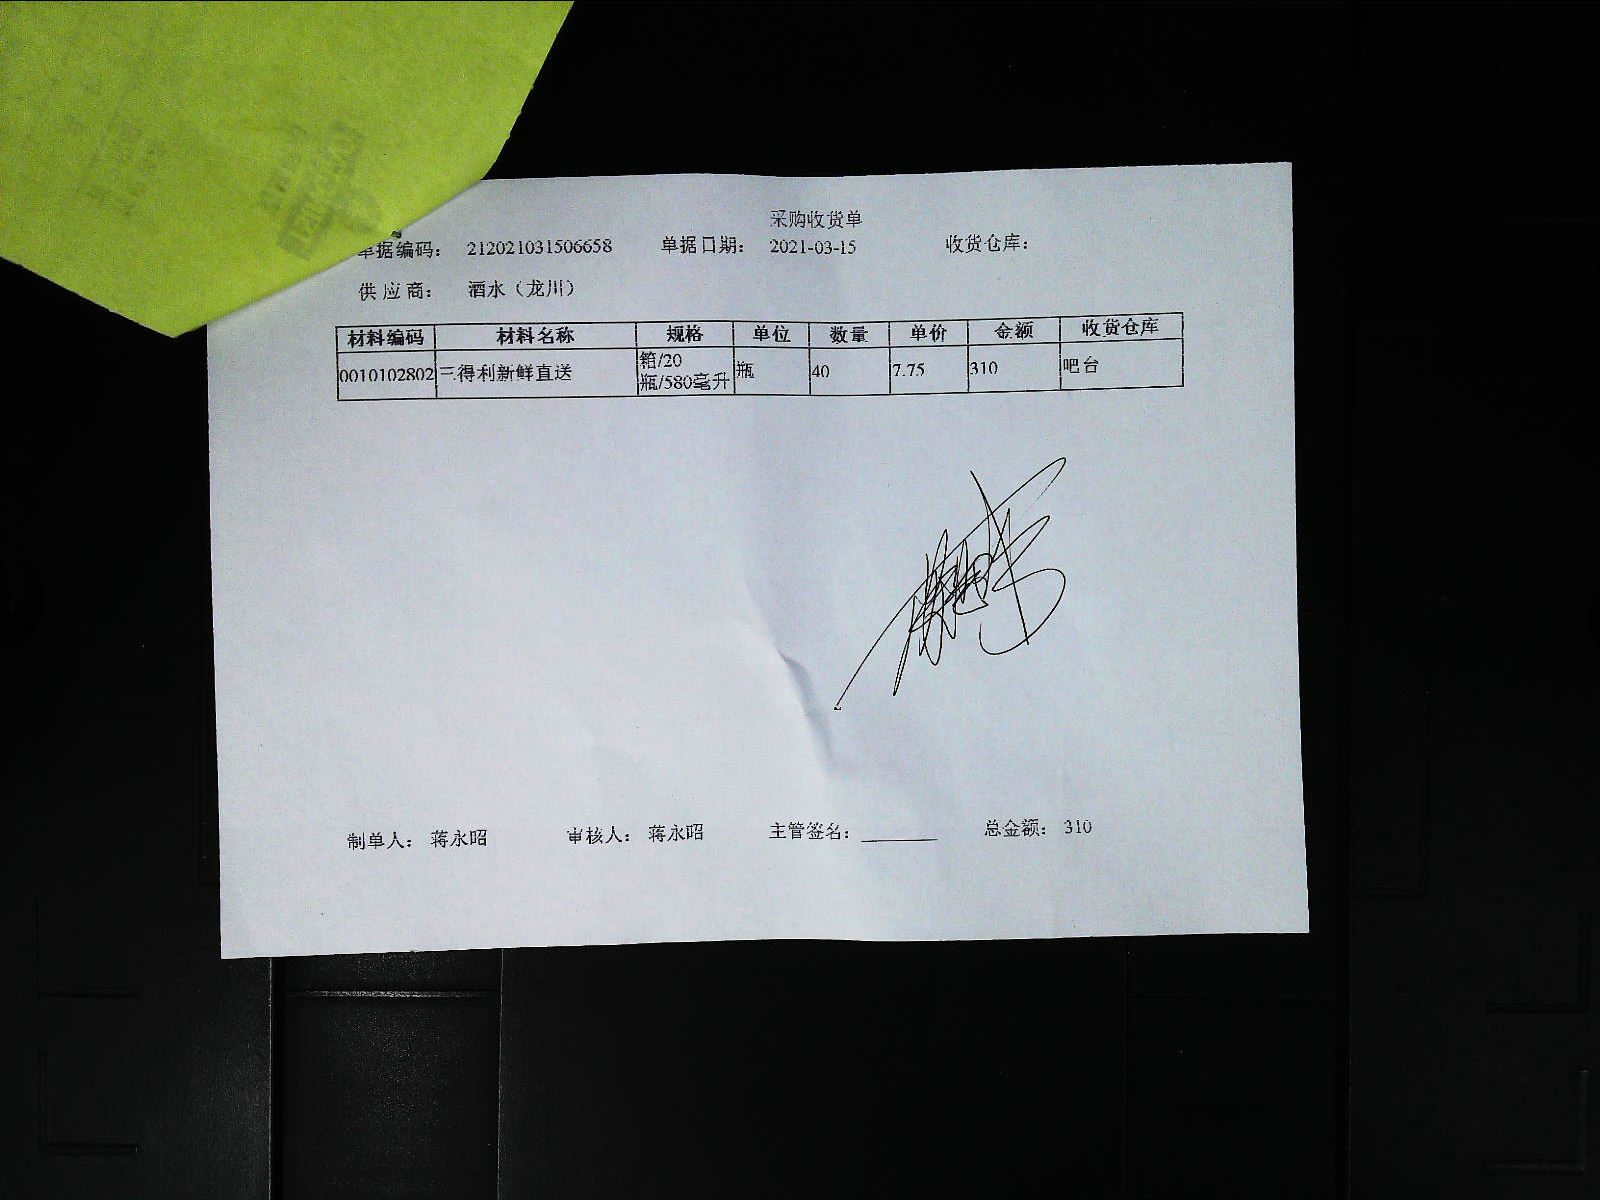 采购收货单
单据编码： 212021031506658 单据日期： 2021-03-15 收货仓库：
供应商： 酒水（龙川）
材料编码 材料名称 规格 单位 数量 单价 金额 收货仓库
0010102802 三得利新鲜直送 箱/20 瓶 40 7.75 310 吧台
瓶/580毫升
制单人： 蒋永昭 审核人： 蒋永昭 主管签名： 总金额： 310